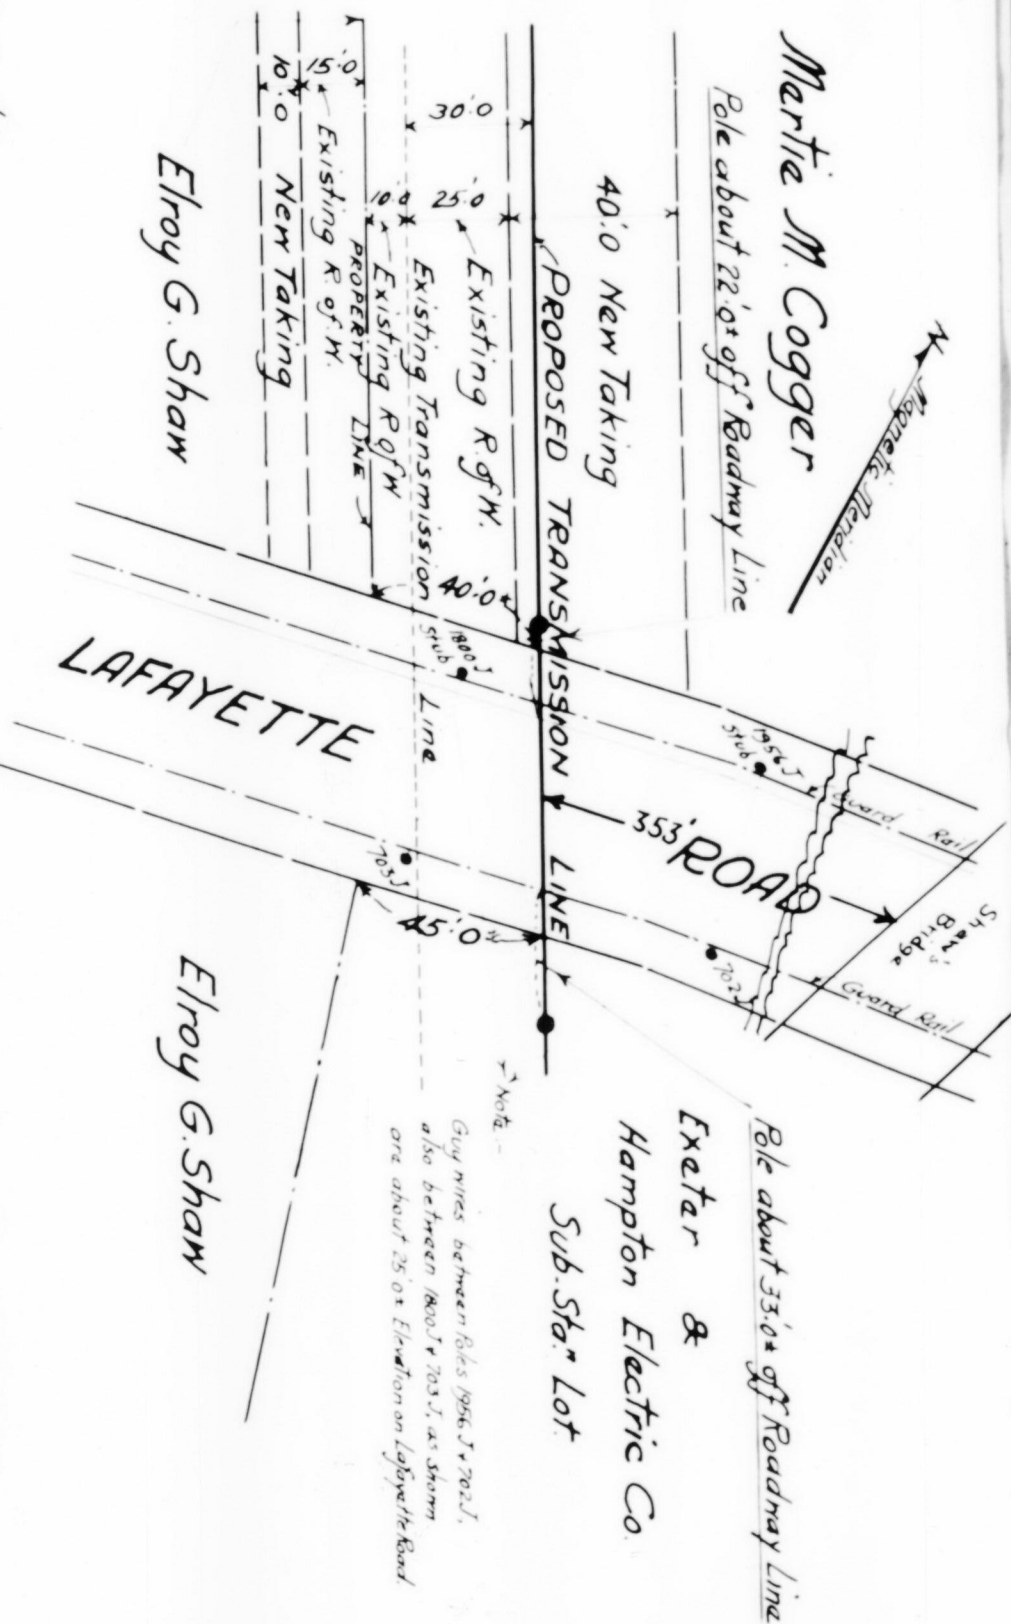 Martie M. Cogger
Pole about 22'.0± off Roadway Line
N
Magnetic Meridian
40'.0 New Taking
PROPOSED TRANSMISSION LINE
30'.0
25'.0
Existing R. of W.
Existing Transmission Line
10'.0
Existing R of W
PROPERTY LINE
15'.0
Existing R. of W.
10'.0 New Taking
Elroy G. Shaw
40'.0
1800 J
Stub
1956 J
Stub.
LAFAYETTE ROAD
353'
703 J
702 J
45'.0
Guard Rail
Shaw's
Bridge
Guard Rail
Pole about 33'.0± off Roadway Line
Exeter &
Hampton Electric Co.
Sub. Sta.ⁿ Lot.
Note:-
Guy wires between Poles 1956 J & 702 J.
also between 1800 J & 703 J, as shown
are about 25'.0± Elevation on Lafayette Road.
Elroy G. Shaw